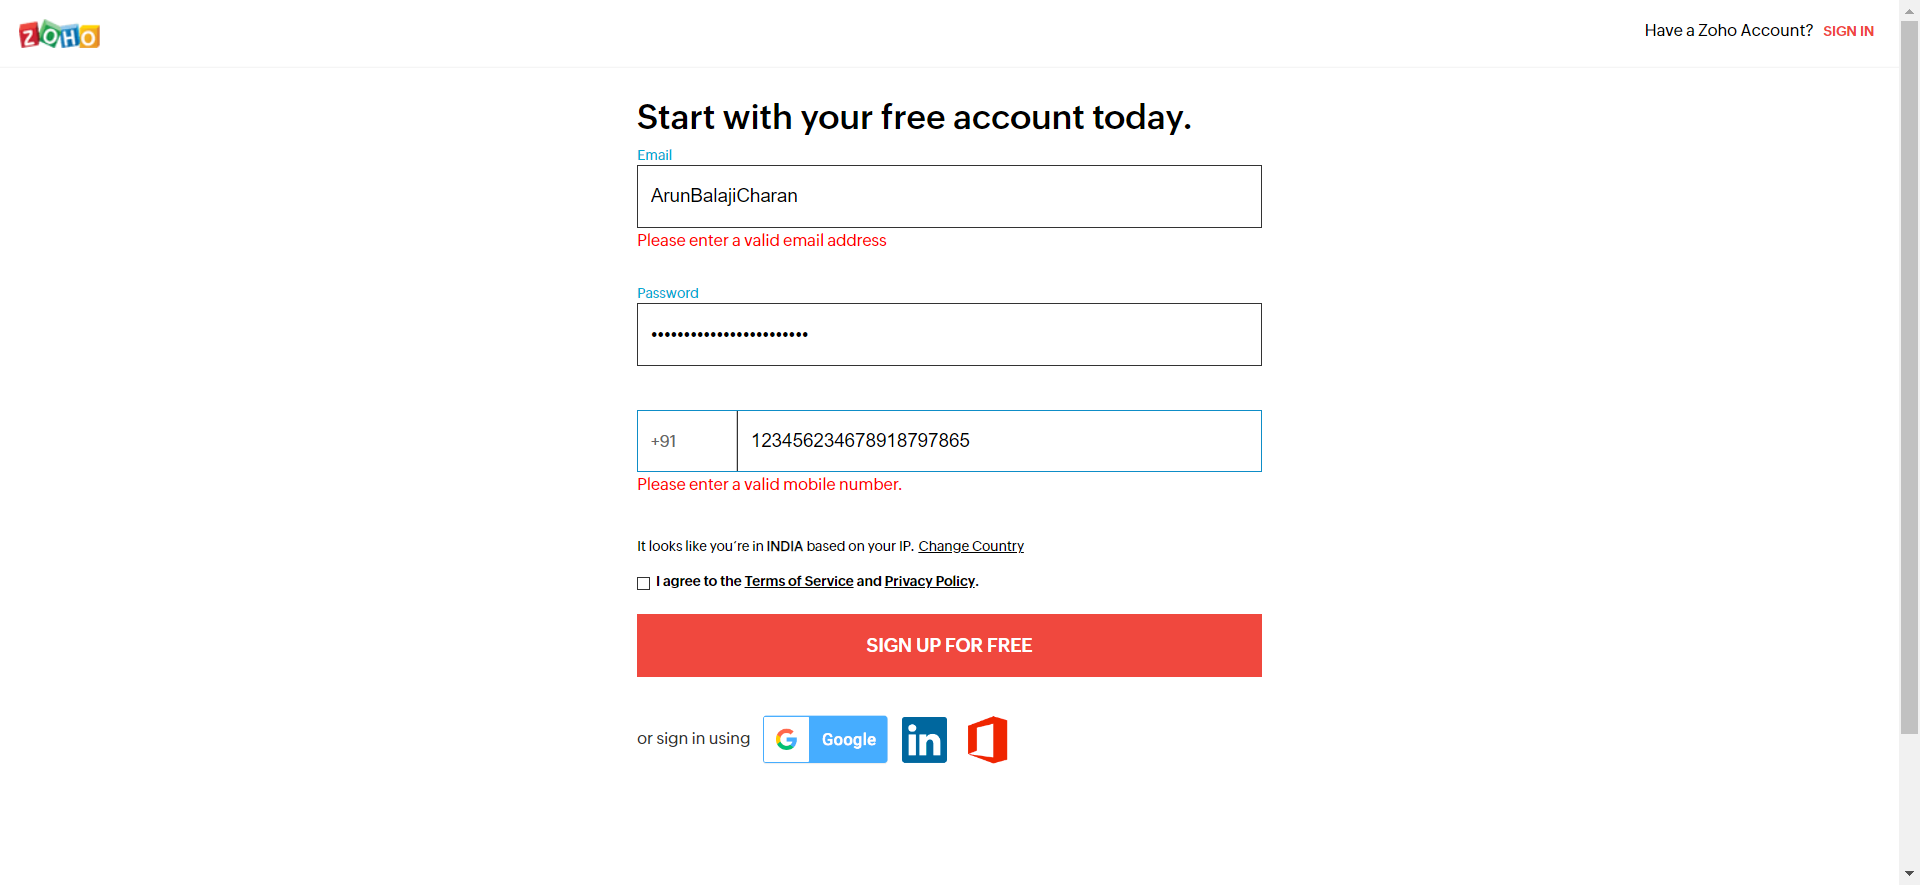 ZOHO
Have a Zoho Account? SIGN IN
Start with your free account today.
Email
ArunBalajiCharan
Please enter a valid email address
Password
••••••••••••••••••••••••
+91 123456234678918797865
Please enter a valid mobile number.
It looks like you´re in INDIA based on your IP. Change Country
I agree to the Terms of Service and Privacy Policy.
SIGN UP FOR FREE
or sign in using G Google in